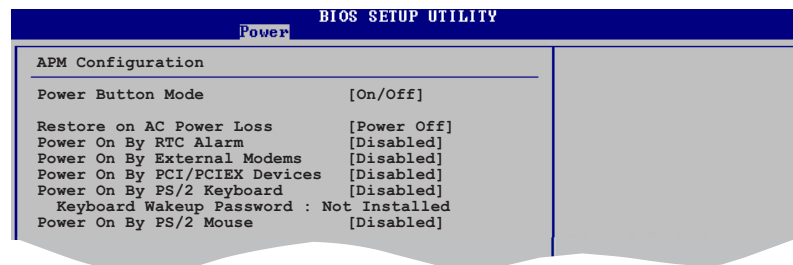 BIOS SETUP UTILITY
Power
APM Configuration
Power Button Mode [On/Off]
Restore on AC Power Loss [Power Off]
Power On By RTC Alarm [Disabled]
Power On By External Modems [Disabled]
Power On By PCI/PCIEX Devices [Disabled]
Power On By PS/2 Keyboard [Disabled]
Keyboard Wakeup Password : Not Installed
Power On By PS/2 Mouse [Disabled]